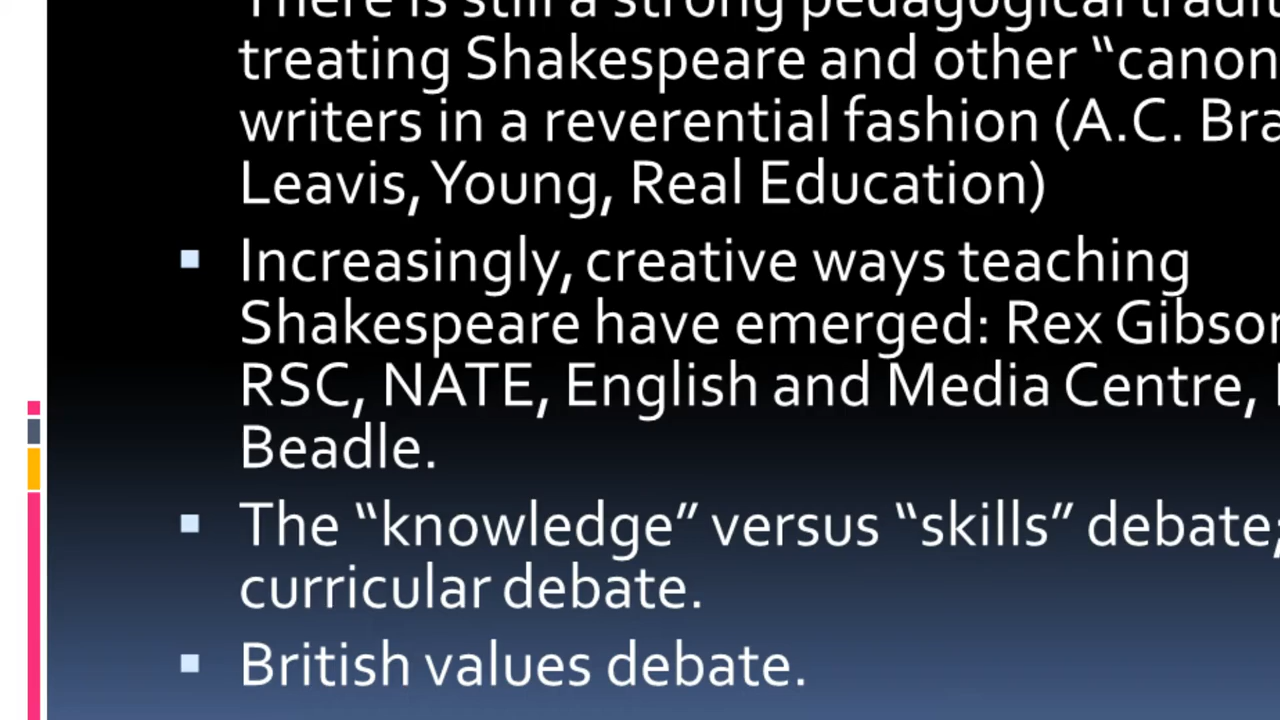 There is still a strong pedagogical
treating Shakespeare and other “canon
writers in a reverential fashion (A.C.
Leavis, Young, Real Education)
Increasingly, creative ways teaching
Shakespeare have emerged: Rex Gibson
RSC, NATE, English and Media Centre,
Beadle.
The “knowledge” versus “skills” debate;
curricular debate.
British values debate.